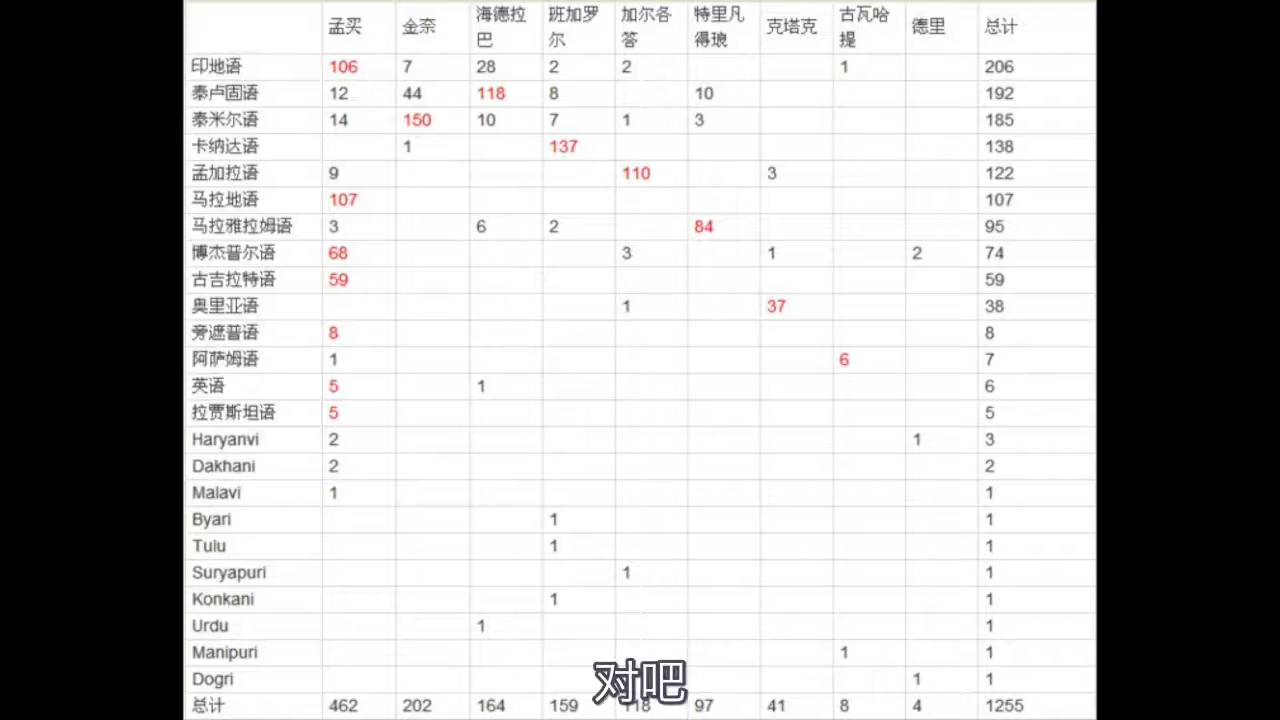 孟买 金奈 海德拉巴 班加罗尔 加尔各答 特里凡得琅 克塔克 古瓦哈提 德里 总计
印地语 106 7 28 2 2 1 206
泰卢固语 12 44 118 8 10 192
泰米尔语 14 150 10 7 1 3 185
卡纳达语 1 137 138
孟加拉语 9 110 3 122
马拉地语 107 107
马拉雅拉姆语 3 6 2 84 95
博杰普尔语 68 3 1 2 74
古吉拉特语 59 59
奥里亚语 1 37 38
旁遮普语 8 8
阿萨姆语 1 6 7
英语 5 1 6
拉贾斯坦语 5 5
Haryanvi 2 1 3
Dakhani 2 2
Malavi 1 1
Byari 1 1
Tulu 1 1
Suryapuri 1 1
Konkani 1 1
Urdu 1 1
Manipuri 1 1
Dogri 1 1
总计 462 202 164 159 118 97 41 8 4 1255
对吧